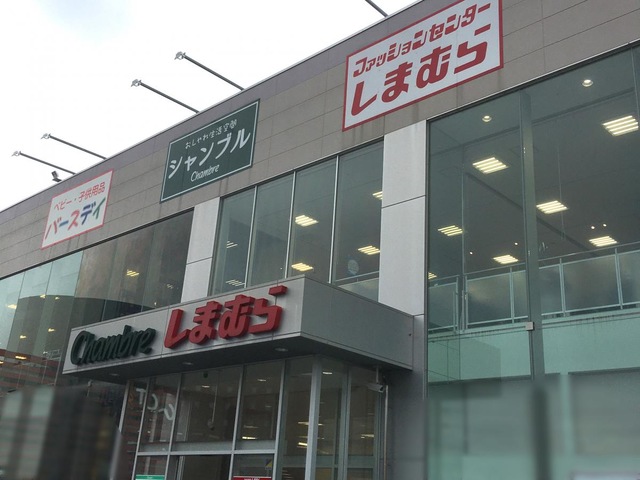 ファッションセンター
しまむら
おしゃれ生活空間
シャンブル
Chambre
ベビー・子供用品
バースデイ
Chambre しまむら